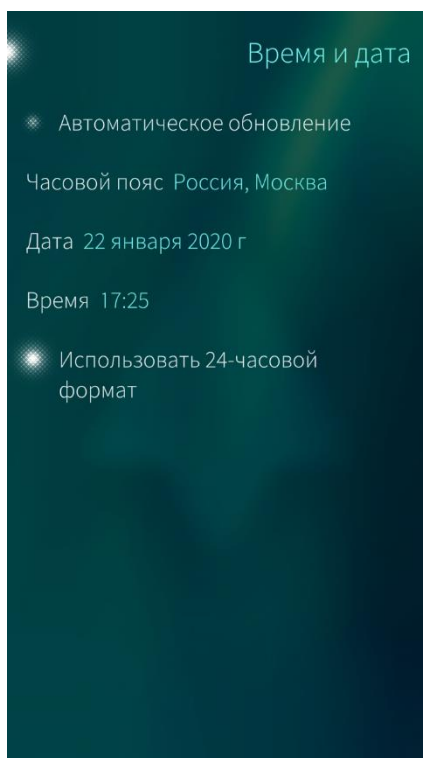 Время и дата
Автоматическое обновление
Часовой пояс Россия, Москва
Дата 22 января 2020 г
Время 17:25
Использовать 24-часовой
формат